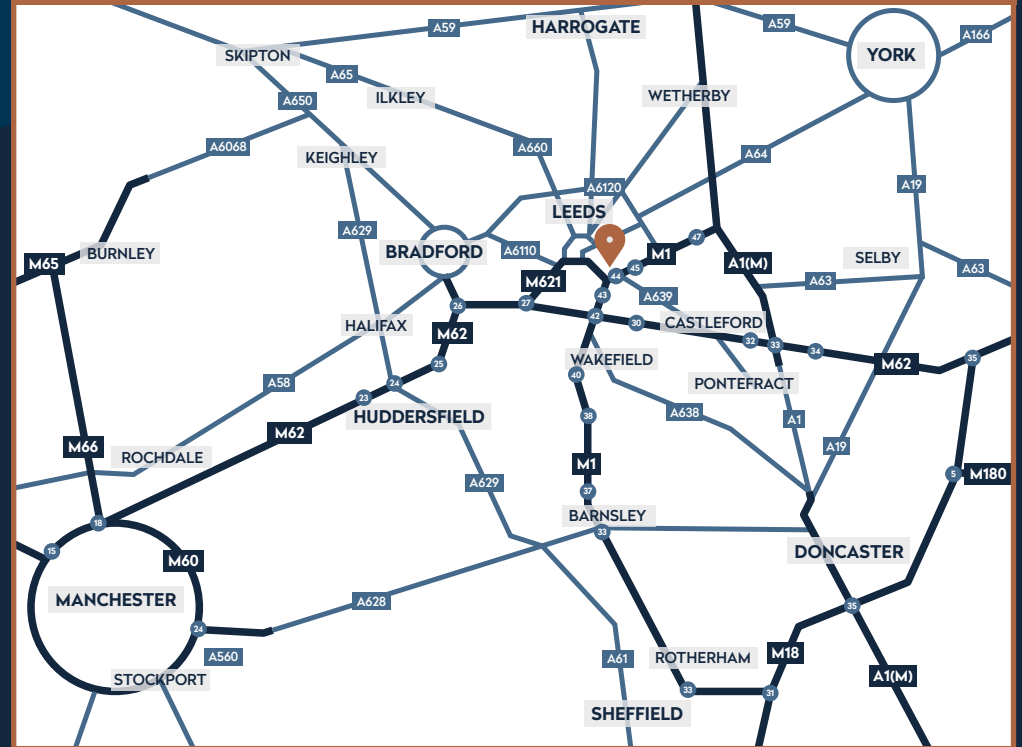 A59
HARROGATE
A59
YORK
A166
SKIPTON
A65
ILKLEY
WETHERBY
A650
A6068
A660
A64
KEIGHLEY
A6120
A19
LEEDS
A629
BRADFORD
A6110
47
M1
BURNLEY
M65
A1(M)
SELBY
A63
44
45
M621
A63
43
A639
26
27
42
30
CASTLEFORD
HALIFAX
M62
32
33
34
35
25
WAKEFIELD
M62
40
24
PONTEFRACT
A58
23
HUDDERSFIELD
38
A638
A1
M62
M66
A19
ROCHDALE
M1
5
M180
A629
37
BARNSLEY
18
33
15
M60
DONCASTER
MANCHESTER
A628
35
24
A560
A61
ROTHERHAM
M18
STOCKPORT
A1(M)
33
31
SHEFFIELD